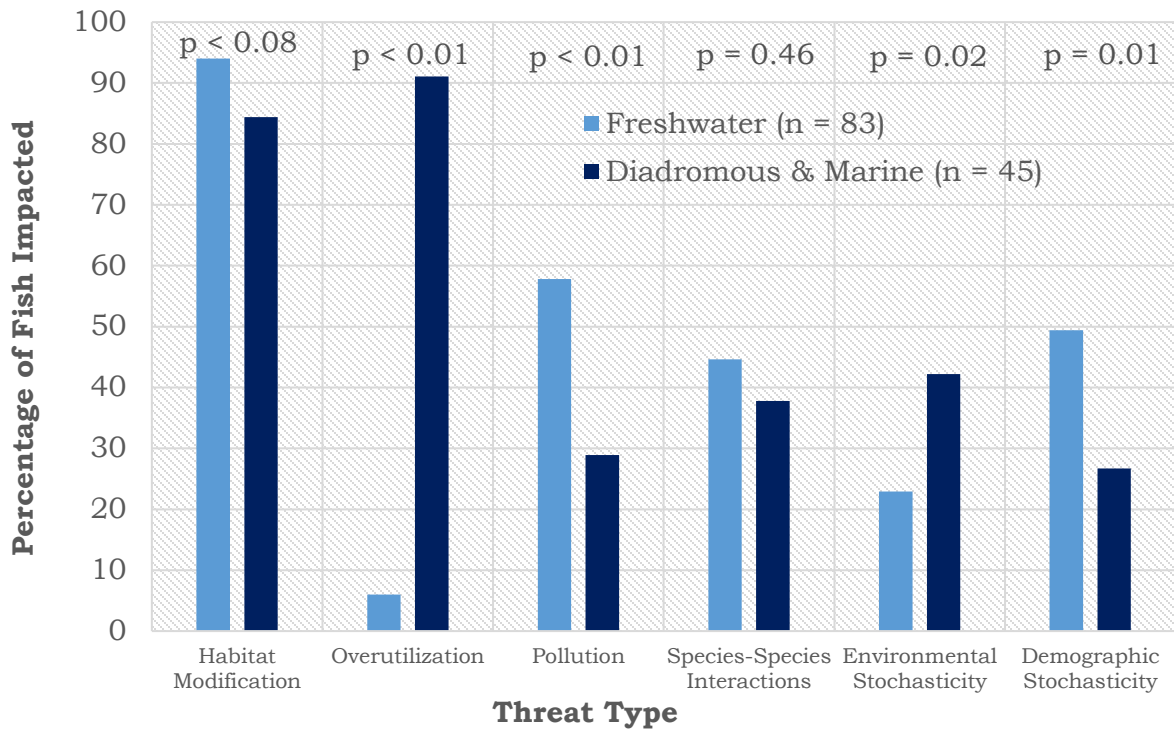 Percentage of Fish Impacted
100
90
80
70
60
50
40
30
20
10
0
p < 0.08
p < 0.01
p < 0.01
p = 0.46
p = 0.02
p = 0.01
Freshwater (n = 83)
Diadromous & Marine (n = 45)
Habitat
Modification
Overutilization
Pollution
Species-Species
Interactions
Environmental
Stochasticity
Demographic
Stochasticity
Threat Type